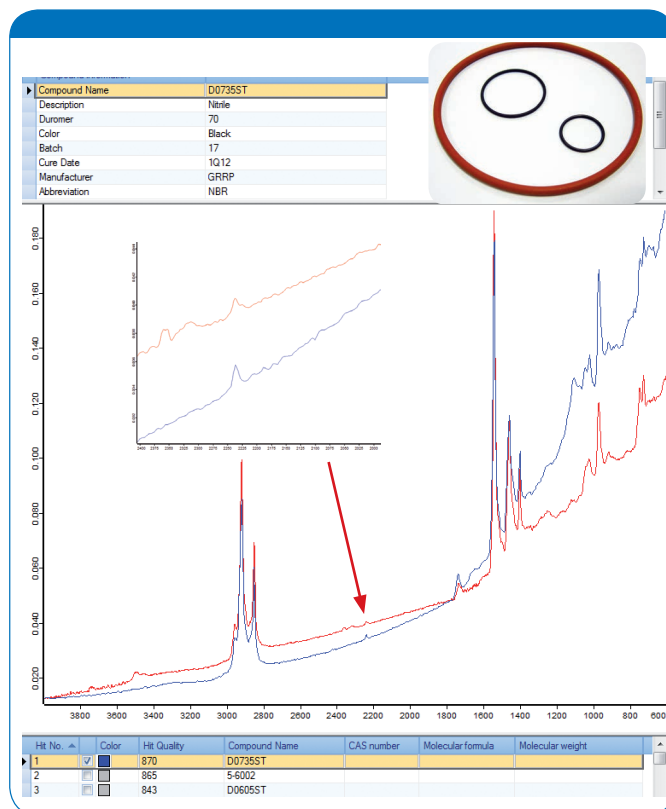 Compound Name D0735ST
Description Nitrile
Duromer 70
Color Black
Batch 17
Cure Date 1Q12
Manufacturer GRRP
Abbreviation NBR
0.180
0.160
0.140
0.120
0.100
0.080
0.060
0.040
0.020
3800 3600 3400 3200 3000 2800 2600 2400 2200 2000 1800 1600 1400 1200 1000 800 600
Hit No. Color Hit Quality Compound Name CAS number Molecular formula Molecular weight
1 870 D0735ST
2 865 5-6002
3 843 D0605ST